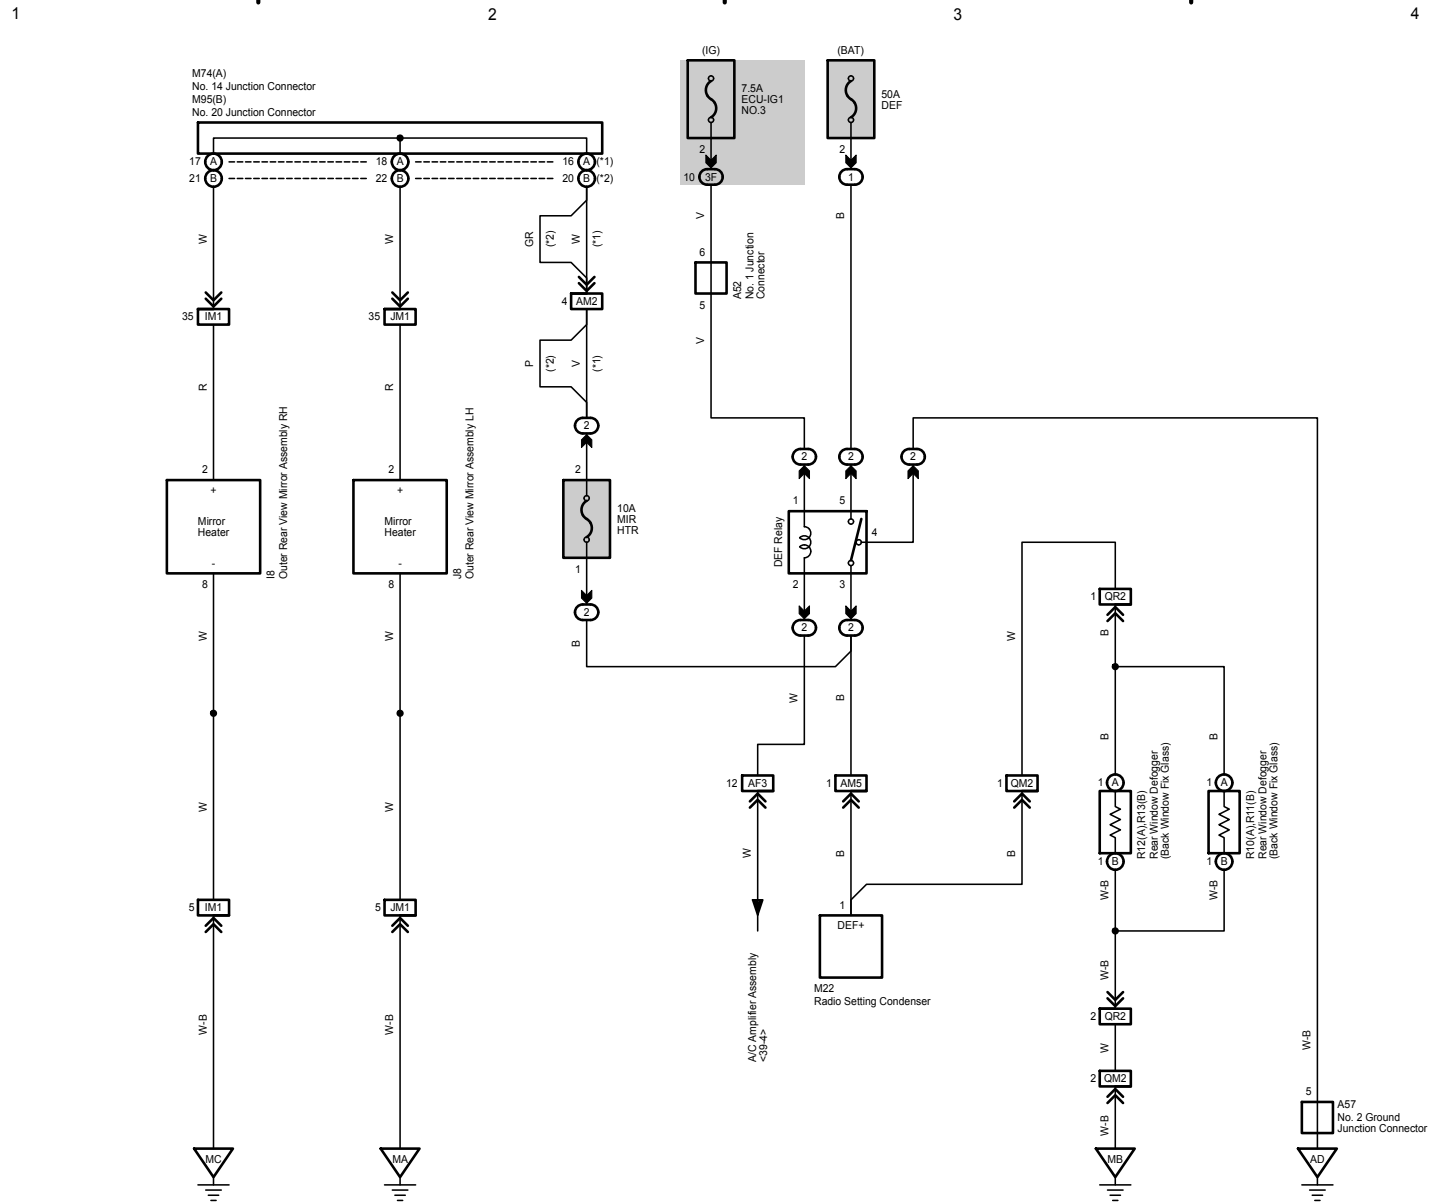 1
2
3
4
M74(A)
No. 14 Junction Connector
M95(B)
No. 20 Junction Connector
(IG)
(BAT)
7.5A
ECU-IG1
NO.3
50A
DEF
2
2
10
3F
1
17
A
18
A
16
A
(*1)
21
B
22
B
20
B
(*2)
W
W
GR
(*2)
W
(*1)
V
B
6
A52
No. 1 Junction
Connector
5
4
AM2
35
IM1
35
JM1
V
R
R
P
(*2)
V
(*1)
2
2
2
2
2
2
2
1
5
+
Mirror
Heater
-
I8
Outer Rear View Mirror Assembly RH
+
Mirror
Heater
-
J8
Outer Rear View Mirror Assembly LH
10A
MIR
HTR
DEF Relay
4
8
8
1
2
3
2
2
2
1
QR2
W
W
B
W
B
W
B
B
B
12
AF3
1
AM5
1
QM2
1
A
1
A
R12(A),R13(B)
Rear Window Defogger
(Back Window Fix Glass)
R10(A),R11(B)
Rear Window Defogger
(Back Window Fix Glass)
W
W
W
B
B
1
B
1
B
W-B
W-B
5
IM1
5
JM1
1
DEF+
M22
Radio Setting Condenser
A/C Amplifier Assembly
<39-4>
W-B
2
QR2
W-B
W-B
W
W-B
2
QM2
5
A57
No. 2 Ground
Junction Connector
W-B
MC
MA
MB
AD